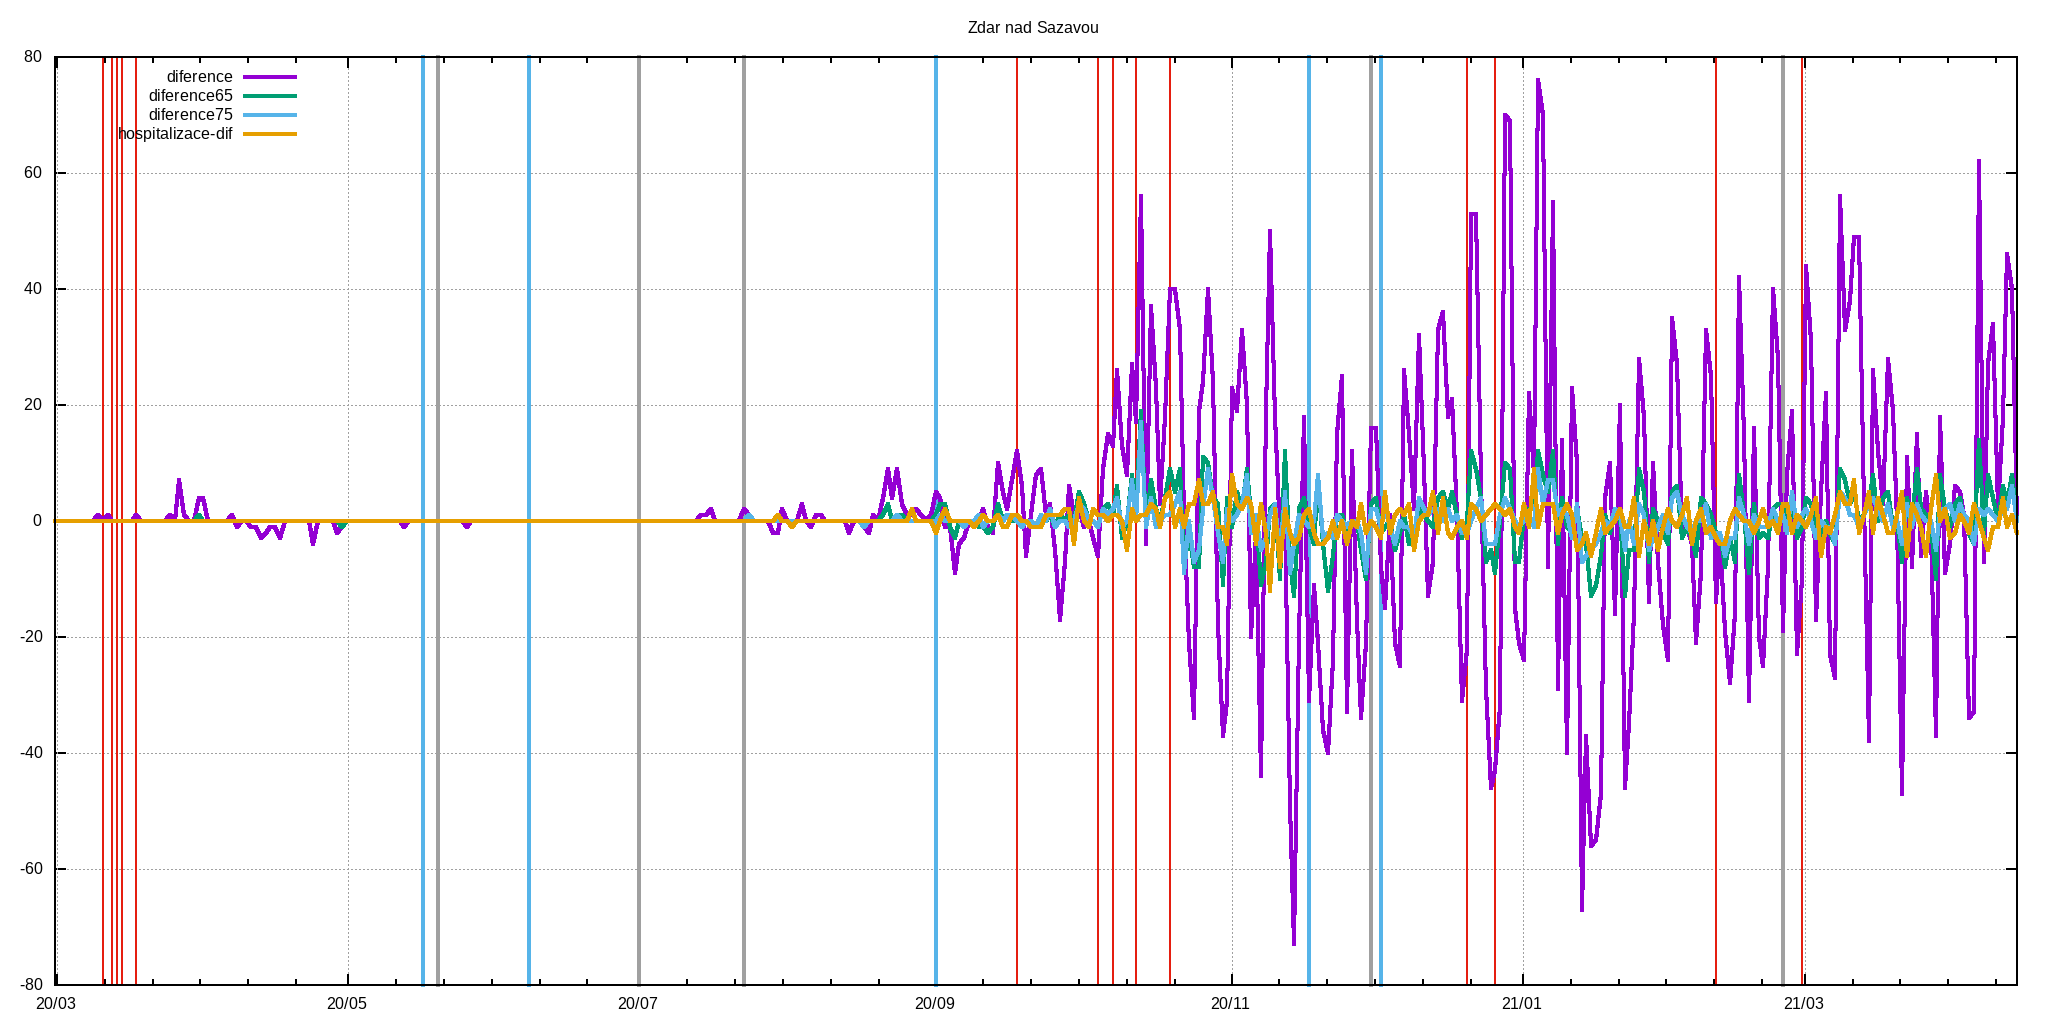 Zdar nad Sazavou
80
60
40
20
0
-20
-40
-60
-80
diference
diference65
diference75
hospitalizace-dif
20/03 20/05 20/07 20/09 20/11 21/01 21/03